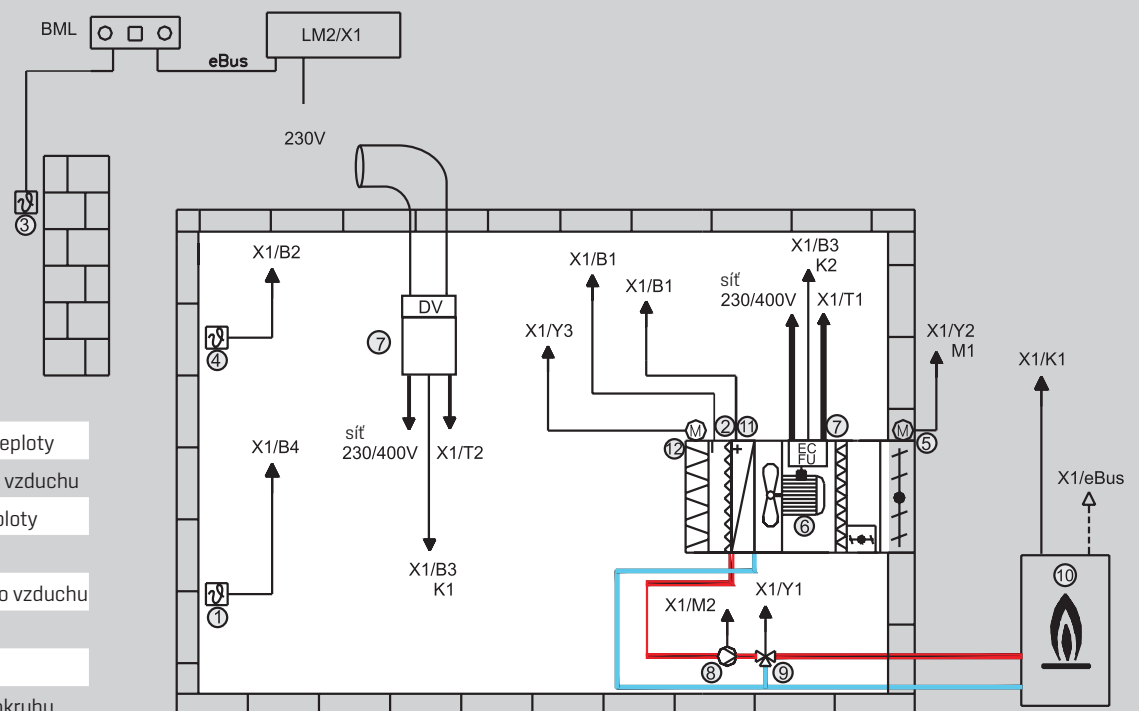 BML
LM2/X1
eBus
230V
3
X1/B2
4
X1/B4
1
DV
7
síť
230/400V
X1/T2
X1/B3
K1
X1/Y3
X1/B1
X1/B1
síť
230/400V
X1/B3
K2
X1/T1
X1/Y2
M1
X1/K1
X1/eBus
M
2
11
7
M
5
12
+
EC
FU
6
X1/M2
X1/Y1
8
9
10
eploty
vzduchu
ploty
o vzduchu
okruhu